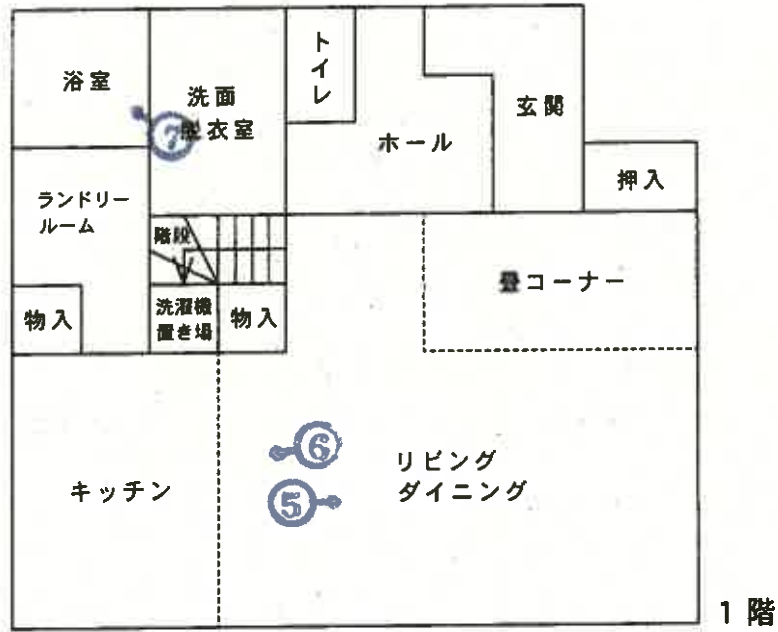 浴室
洗面
脱衣室
⑦
トイレ
ホール
玄関
押入
ランドリー
ルーム
階段
畳コーナー
物入
洗濯機
置き場
物入
⑥
⑤
キッチン
リビング
ダイニング
1階